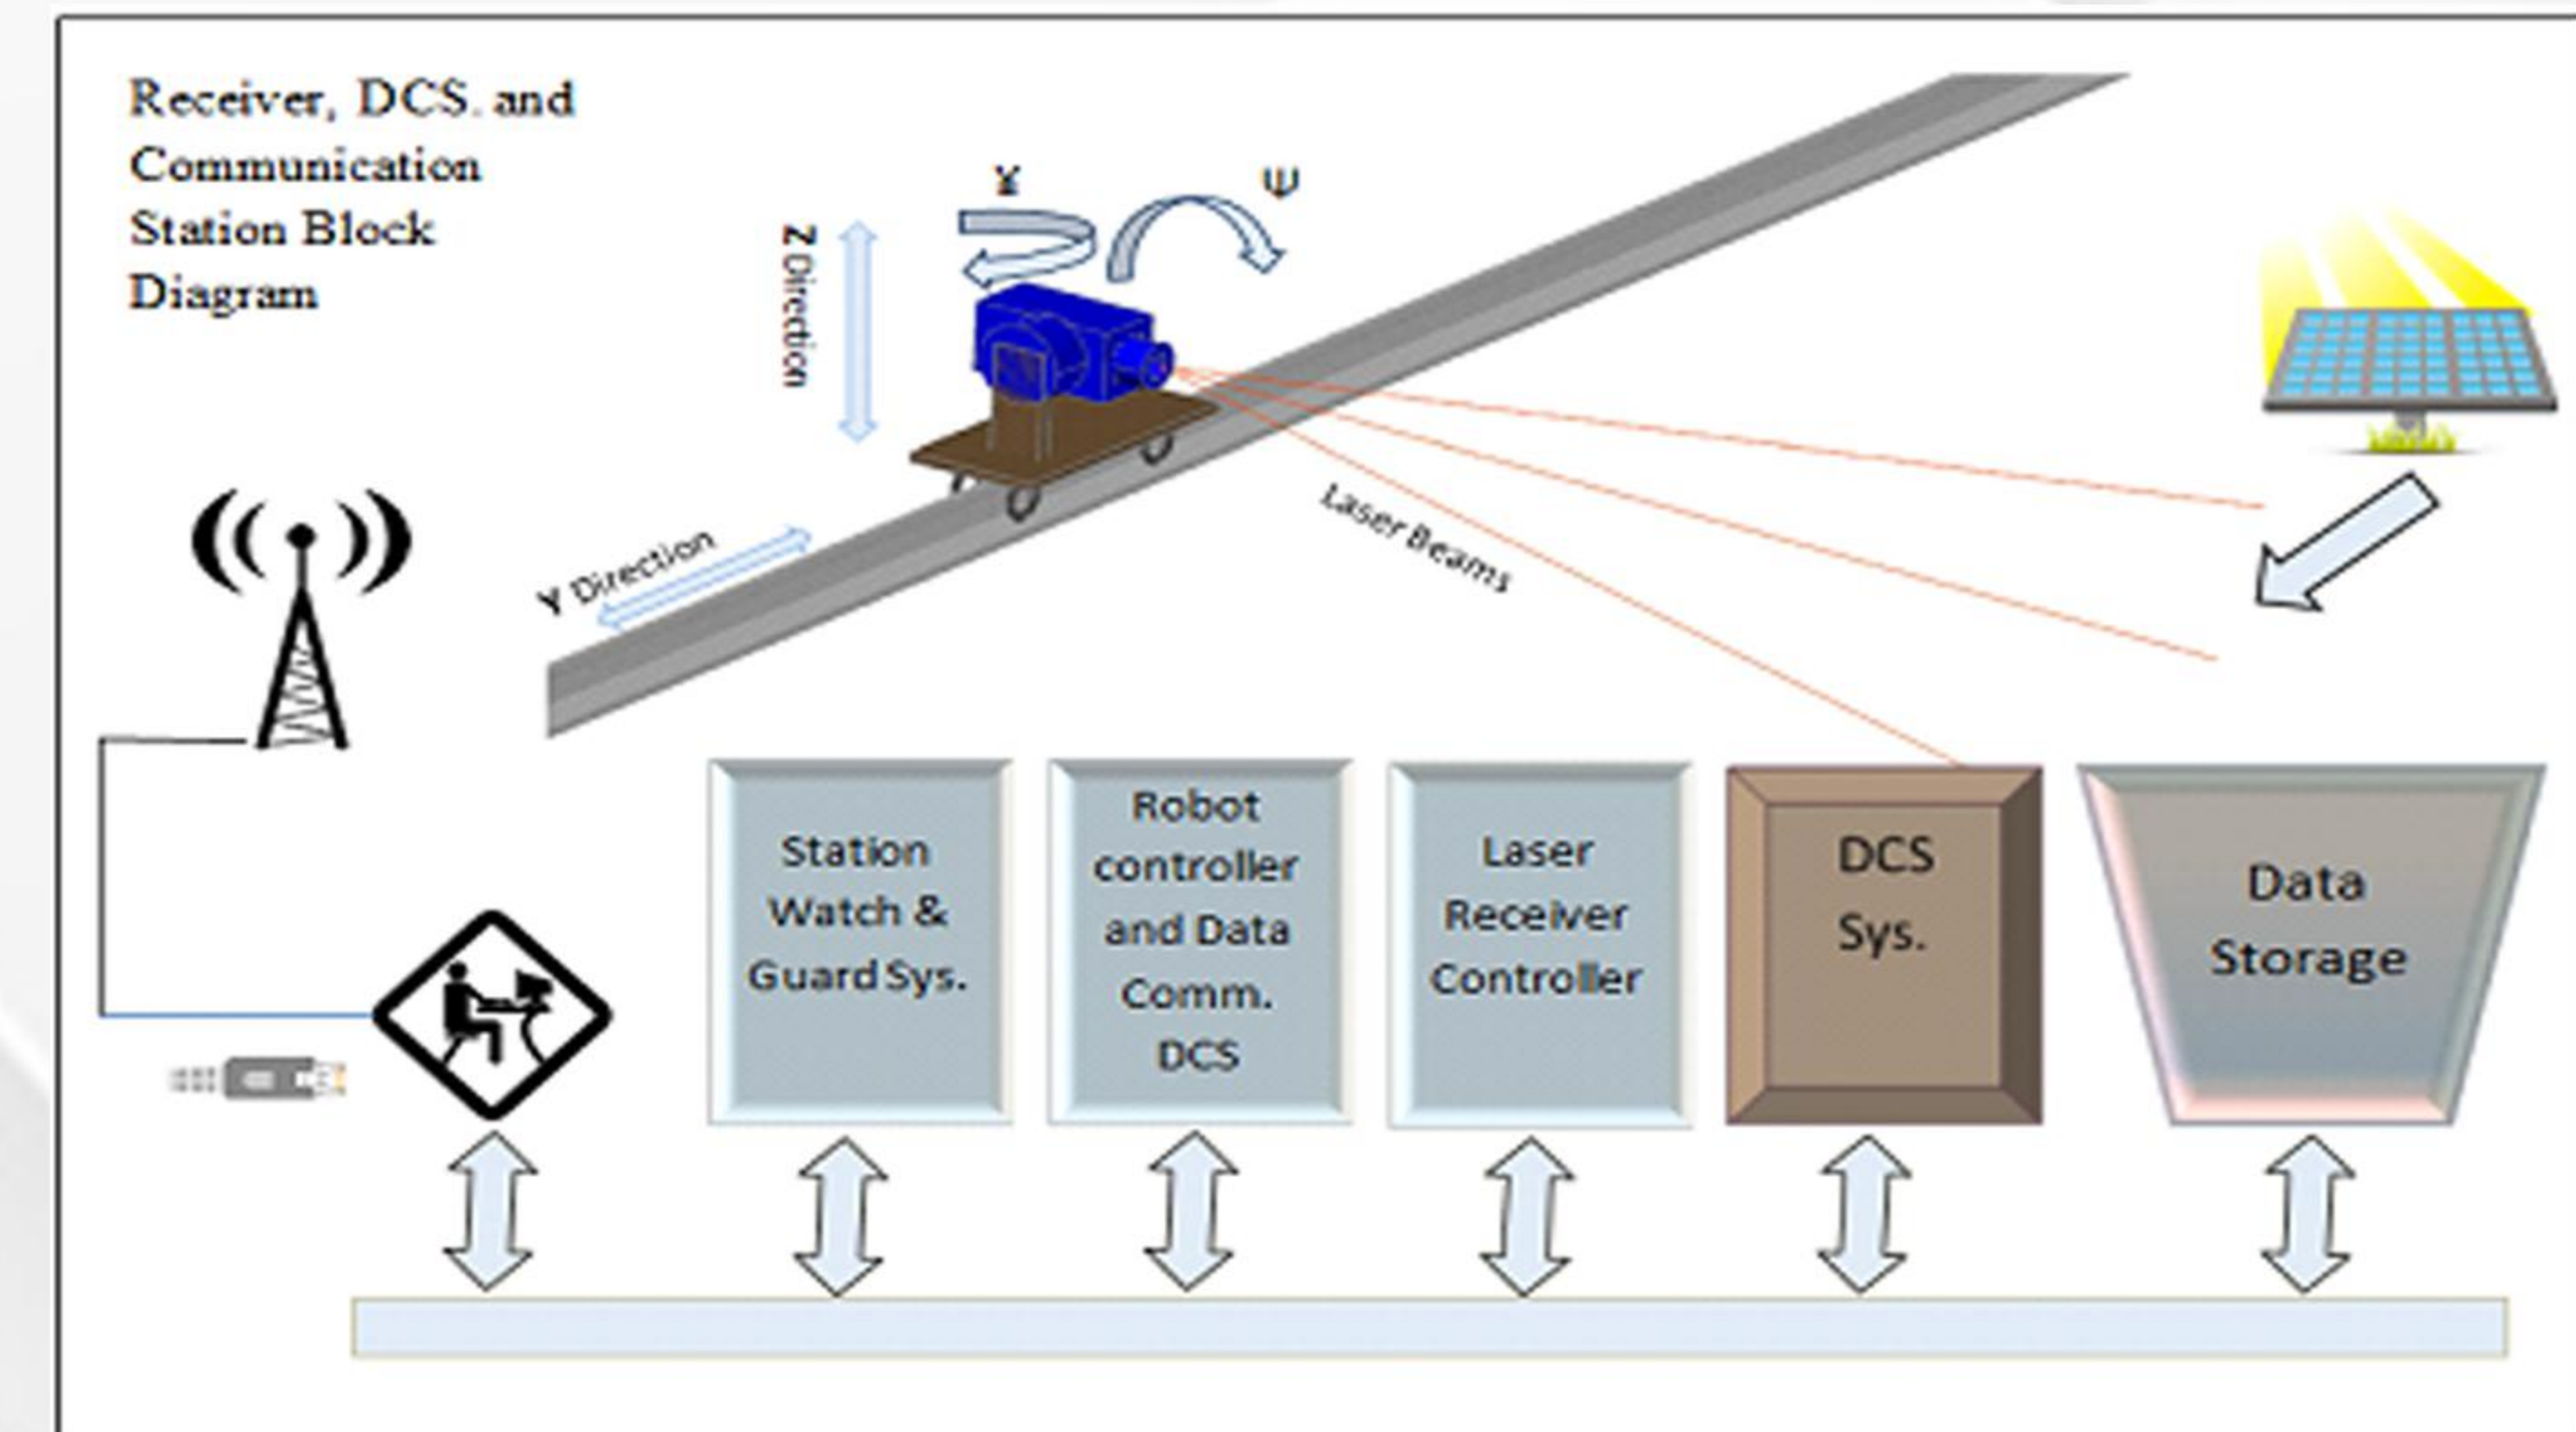 Receiver, DCS. and
Communication
Station Block
Diagram
¥
Ψ
Z Direction
Y Direction
Laser Beams
Station
Watch &
Guard Sys.
Robot
controller
and Data
Comm.
DCS
Laser
Receiver
Controller
DCS
Sys.
Data
Storage